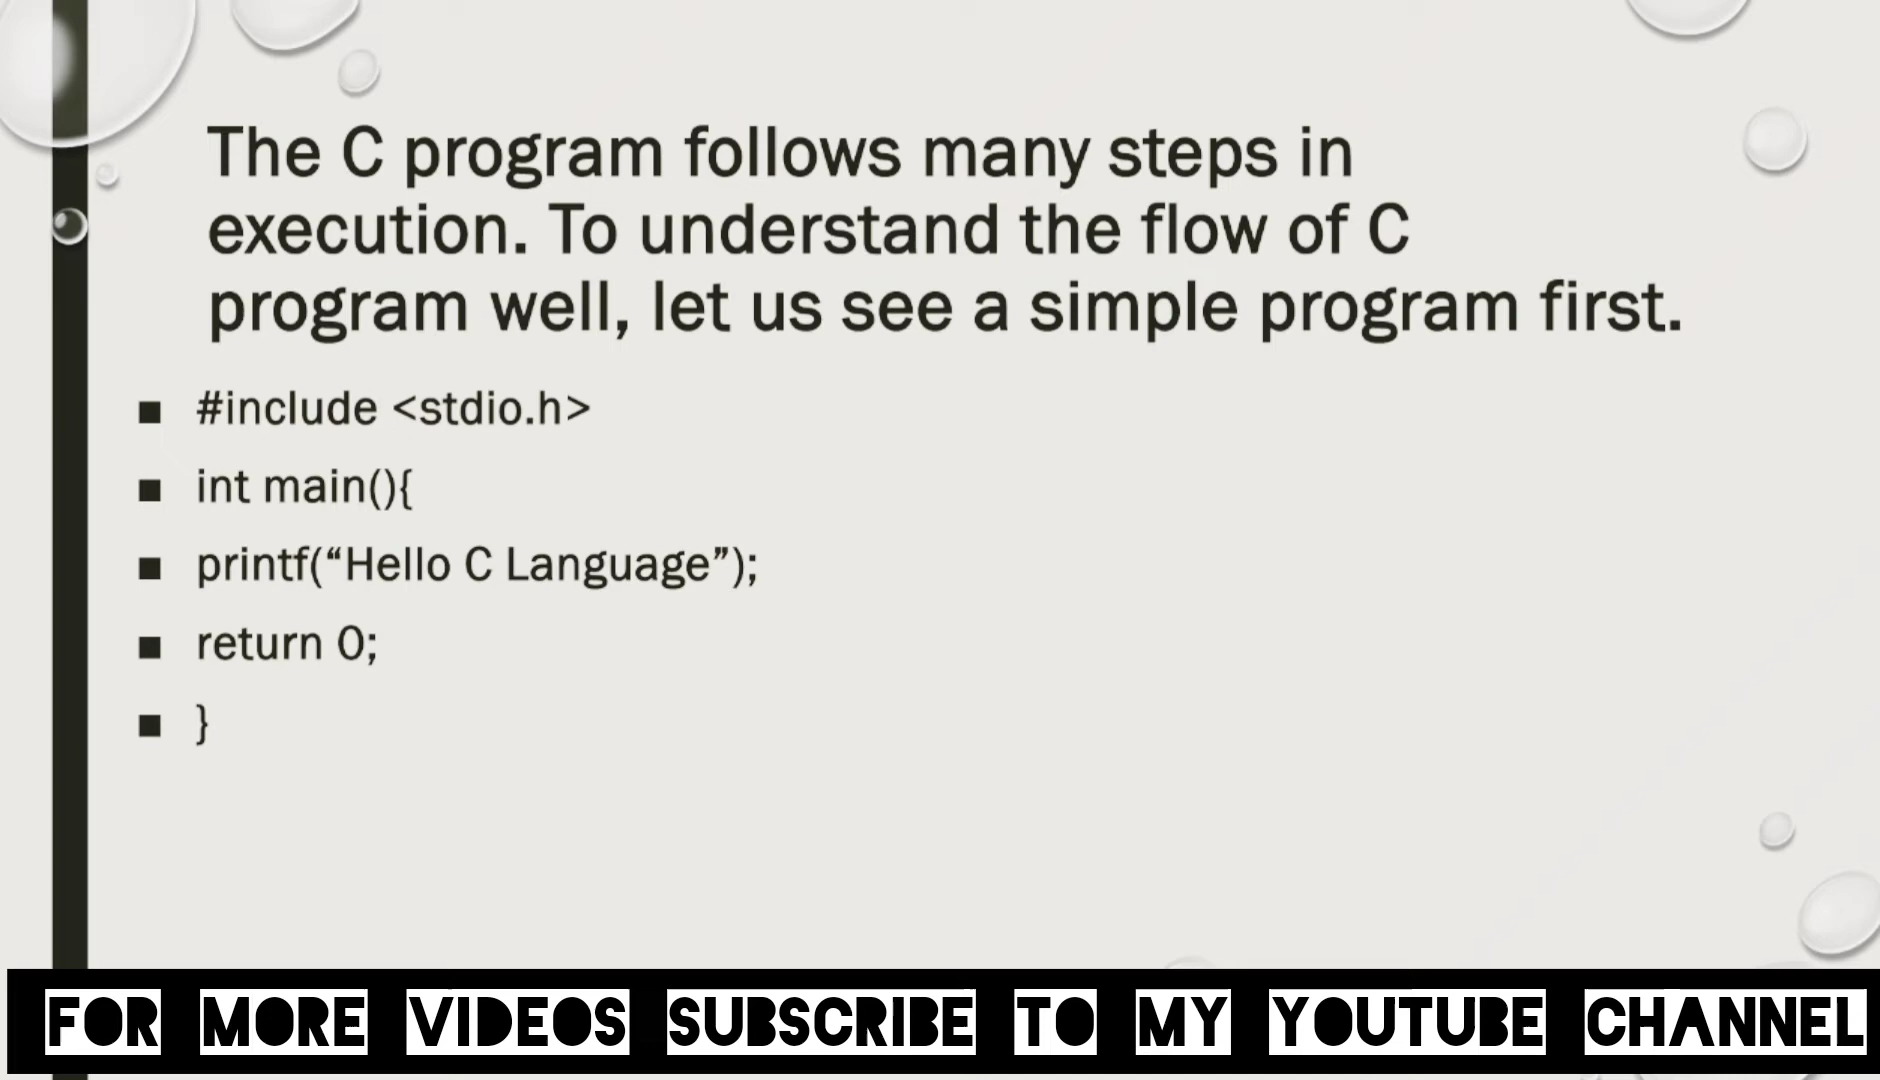 The C program follows many steps in
execution. To understand the flow of C
program well, let us see a simple program first.
#include <stdio.h>
int main(){
printf(“Hello C Language”);
return 0;
}
FOR MORE VIDEOS SUBSCRIBE TO MY YOUTUBE CHANNEL